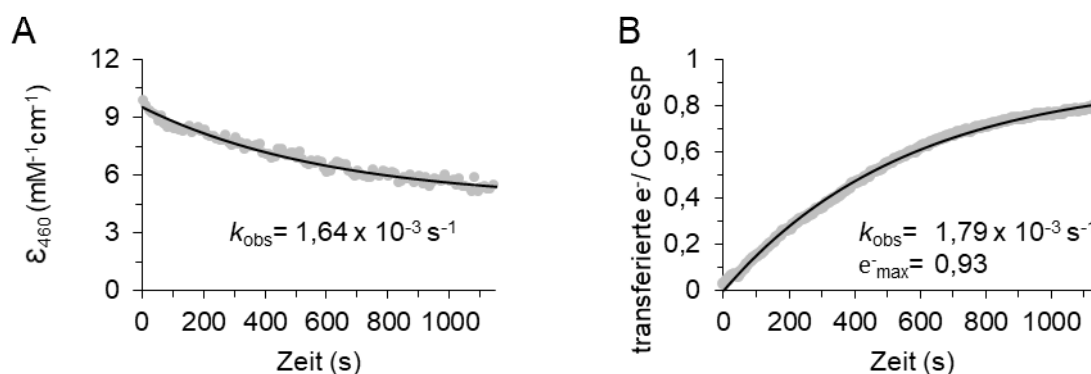 A
ε460 (mM-1cm-1)
12
9
6
3
0
kobs= 1,64 x 10-3 s-1
0 200 400 600 800 1000
Zeit (s)
B
transferierte e-/ CoFeSP
1
0,8
0,6
0,4
0,2
0
kobs= 1,79 x 10-3 s-1
e-max= 0,93
0 200 400 600 800 1000
Zeit (s)